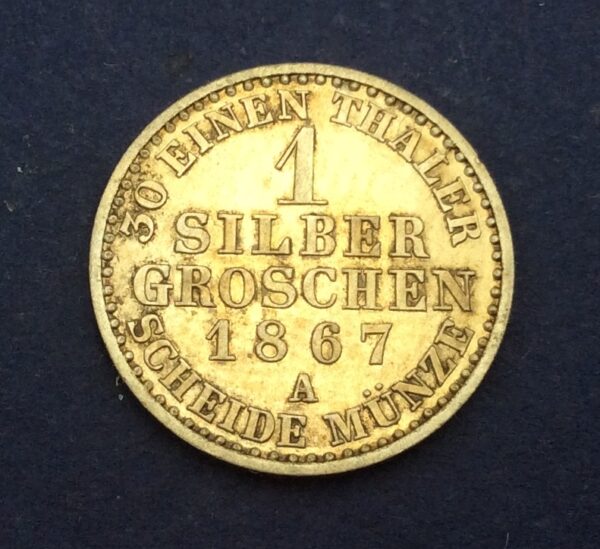 30 EINEN THALER
1
SILBER
GROSCHEN
1867
A
SCHEIDE MÜNZE